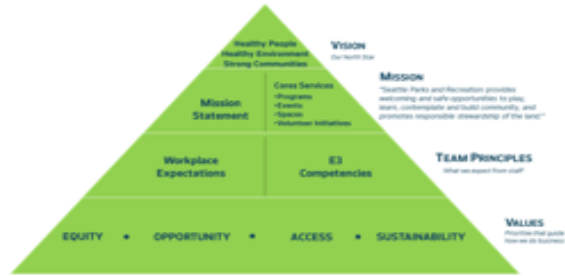 Healthy People
Healthy Environment
Strong Communities
VISION
Our North Star
Mission
Statement
Cores Services
•Programs
•Events
•Spaces
•Volunteer Initiatives
MISSION
"Seattle Parks and Recreation provides
welcoming and safe opportunities to play,
learn, contemplate and build community, and
promotes responsible stewardship of the land."
Workplace
Expectations
E3
Competencies
TEAM PRINCIPLES
What we expect from staff
EQUITY • OPPORTUNITY • ACCESS • SUSTAINABILITY
VALUES
Priorities that guide
how we do business